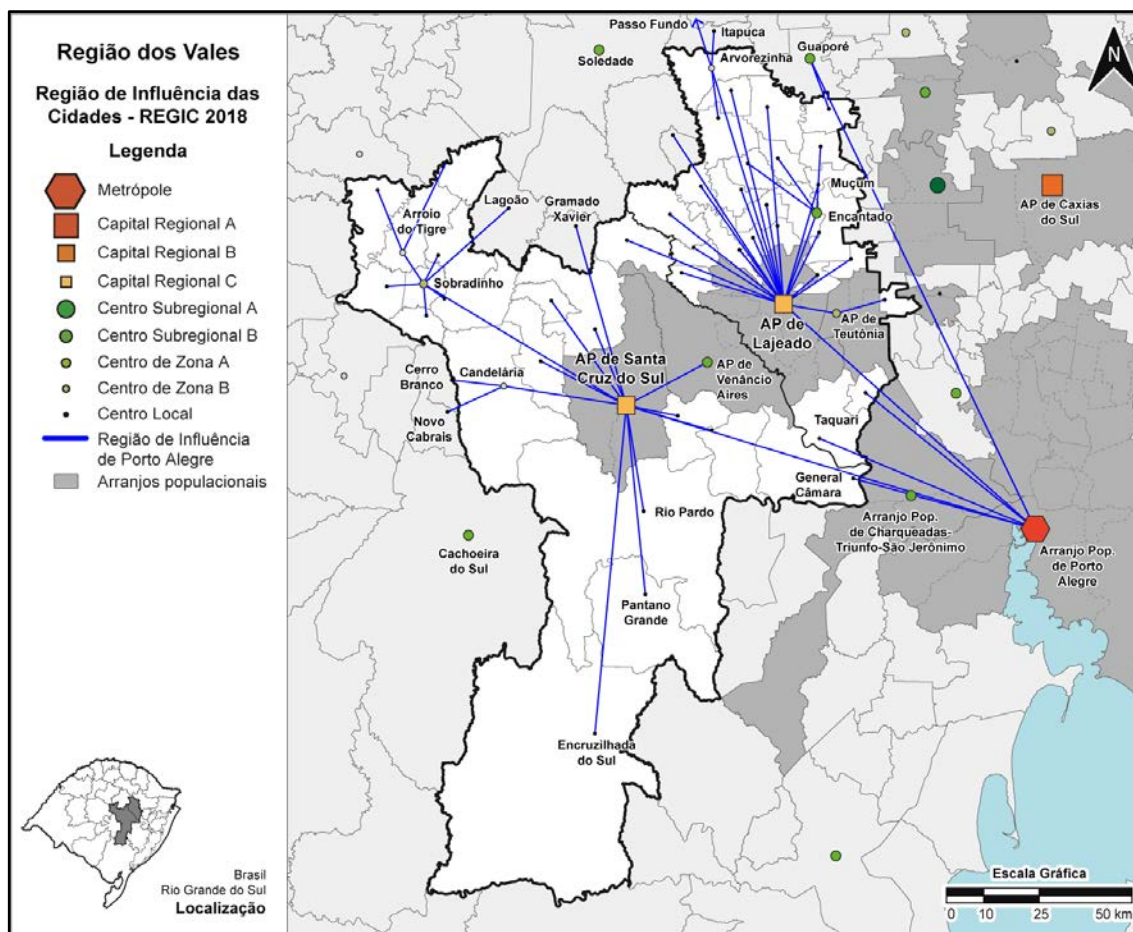 Região dos Vales
Região de Influência das
Cidades - REGIC 2018
Legenda
Metrópole
Capital Regional A
Capital Regional B
Capital Regional C
Centro Subregional A
Centro Subregional B
Centro de Zona A
Centro de Zona B
Centro Local
Região de Influência
de Porto Alegre
Arranjos populacionais
Brasil
Rio Grande do Sul
Localização
Passo Fundo
Itapuca
Soledade
Arvorezinha
Guaporé
N
Lagoão
Gramado
Xavier
Arroio
do Tigre
Muçum
Encantado
AP de Caxias
do Sul
Sobradinho
AP de
Lajeado
AP de
Teutônia
AP de Santa
Cruz do Sul
AP de
Venâncio
Aires
Cerro
Branco
Candelária
Novo
Cabrais
Taquari
General
Câmara
Rio Pardo
Arranjo Pop.
de Charqueadas-
Triunfo-São Jerônimo
Arranjo Pop.
de Porto
Alegre
Cachoeira
do Sul
Pantano
Grande
Encruzilhada
do Sul
Escala Gráfica
0 10 25 50 km